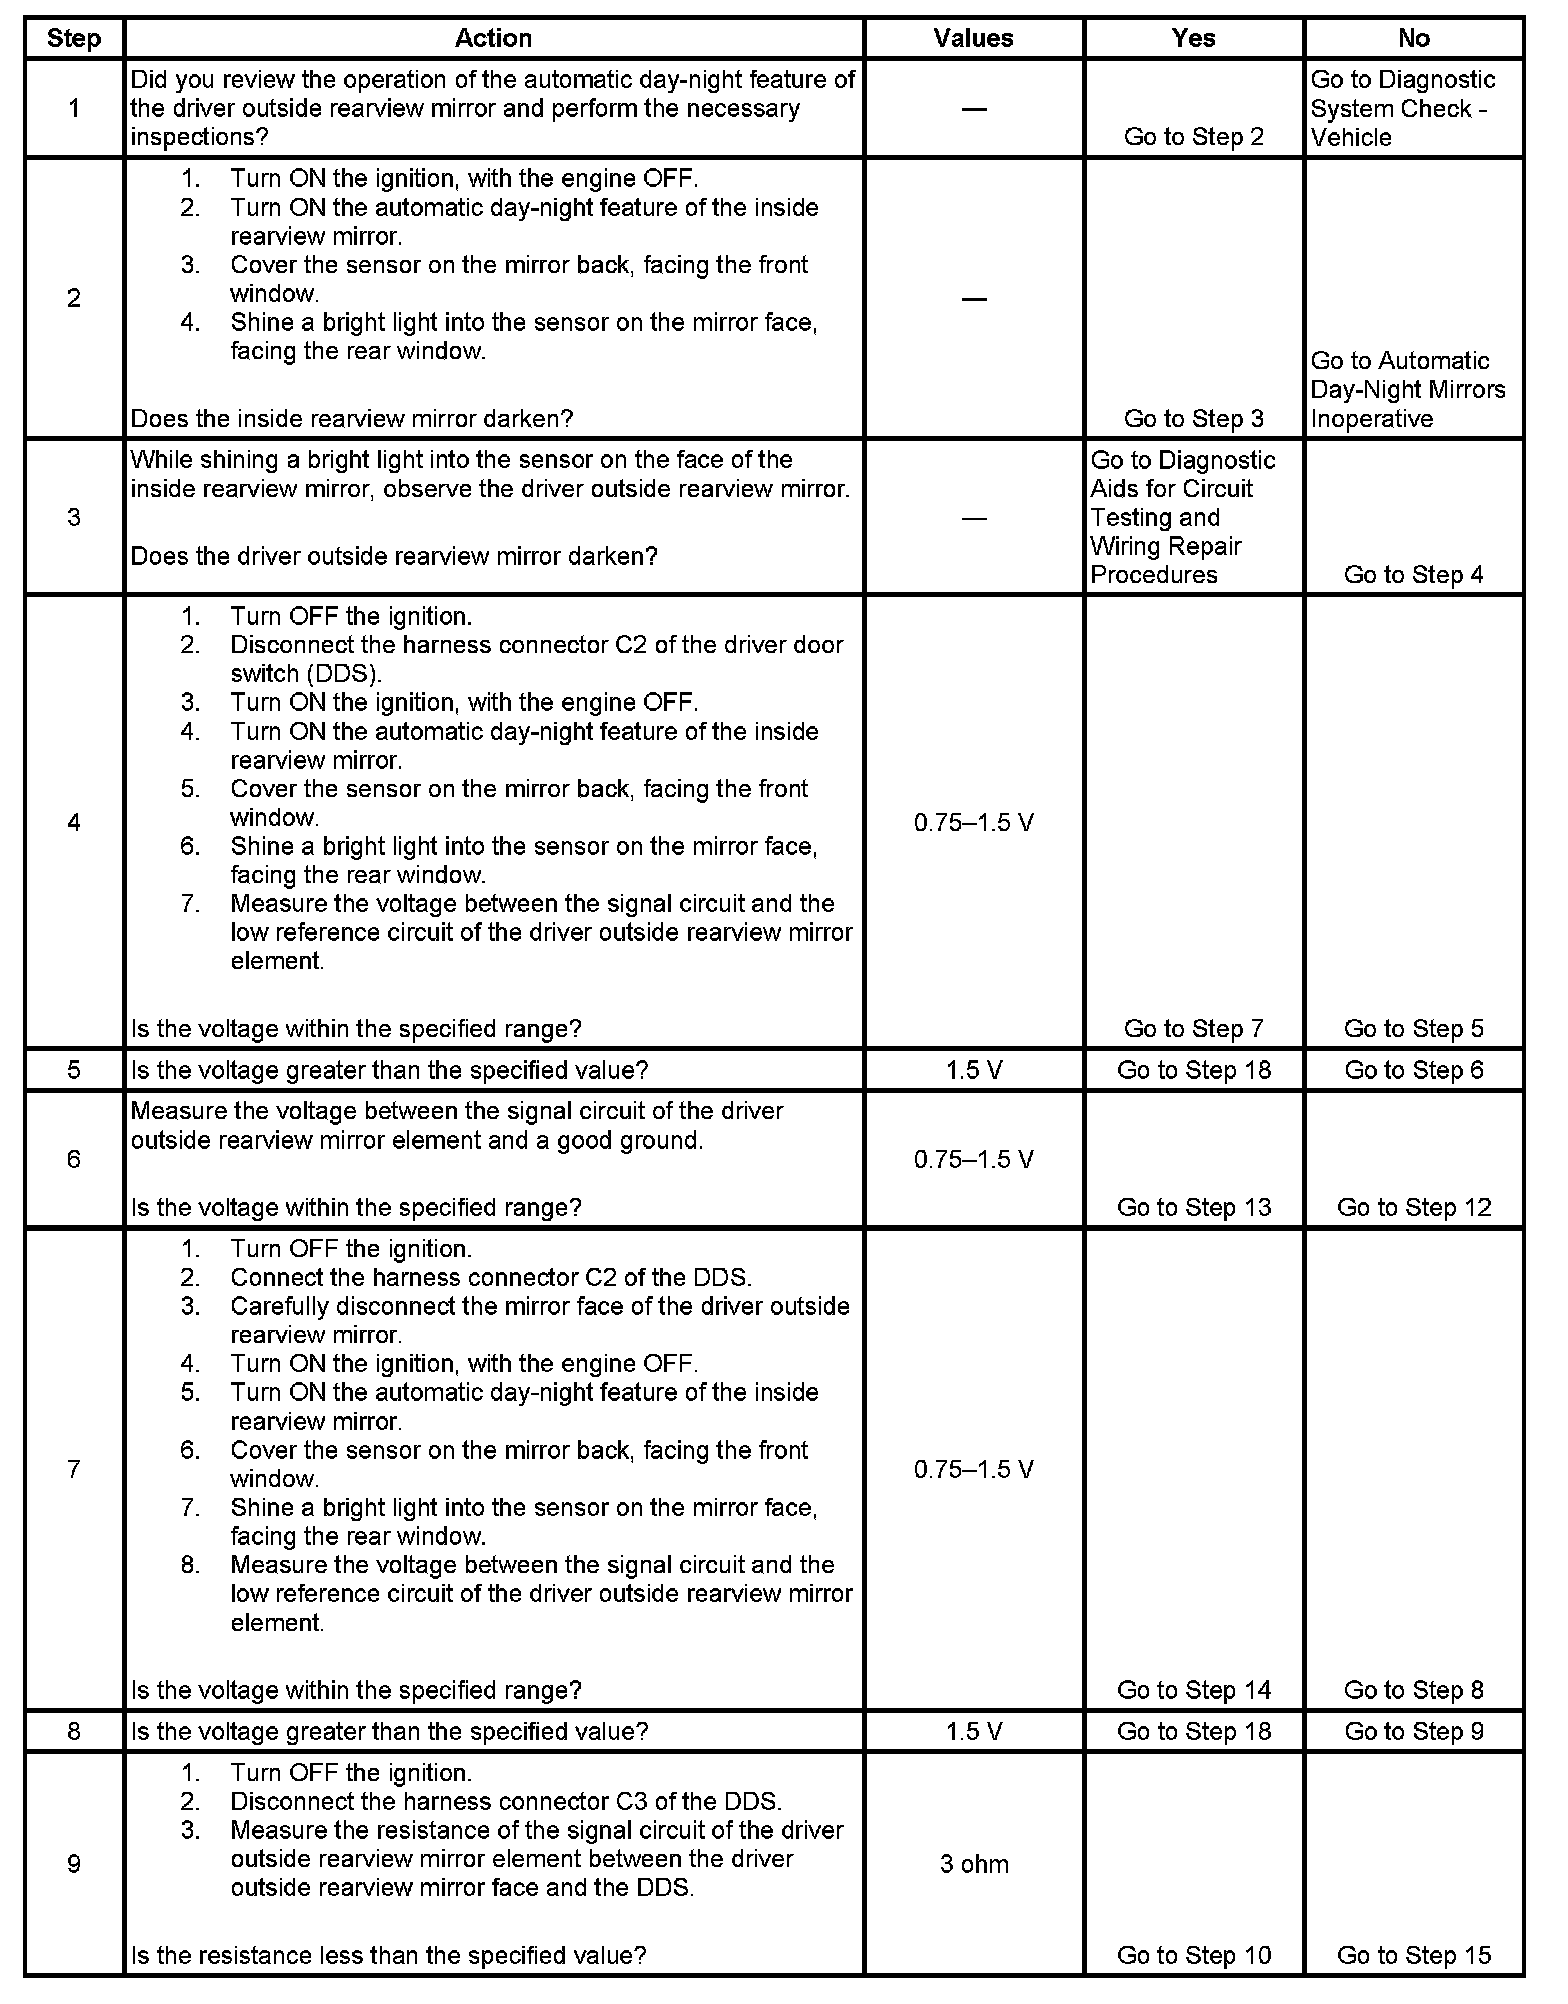 Step Action Values Yes No
1
Did you review the operation of the automatic day-night feature of
the driver outside rearview mirror and perform the necessary
inspections?
—
Go to Step 2
Go to Diagnostic
System Check -
Vehicle
2
1. Turn ON the ignition, with the engine OFF.
2. Turn ON the automatic day-night feature of the inside
rearview mirror.
3. Cover the sensor on the mirror back, facing the front
window.
4. Shine a bright light into the sensor on the mirror face,
facing the rear window.
Does the inside rearview mirror darken?
—
Go to Step 3
Go to Automatic
Day-Night Mirrors
Inoperative
3
While shining a bright light into the sensor on the face of the
inside rearview mirror, observe the driver outside rearview mirror.
Does the driver outside rearview mirror darken?
—
Go to Diagnostic
Aids for Circuit
Testing and
Wiring Repair
Procedures
Go to Step 4
4
1. Turn OFF the ignition.
2. Disconnect the harness connector C2 of the driver door
switch (DDS).
3. Turn ON the ignition, with the engine OFF.
4. Turn ON the automatic day-night feature of the inside
rearview mirror.
5. Cover the sensor on the mirror back, facing the front
window.
6. Shine a bright light into the sensor on the mirror face,
facing the rear window.
7. Measure the voltage between the signal circuit and the
low reference circuit of the driver outside rearview mirror
element.
Is the voltage within the specified range?
0.75–1.5 V
Go to Step 7
Go to Step 5
5
Is the voltage greater than the specified value?
1.5 V
Go to Step 18
Go to Step 6
6
Measure the voltage between the signal circuit of the driver
outside rearview mirror element and a good ground.
Is the voltage within the specified range?
0.75–1.5 V
Go to Step 13
Go to Step 12
7
1. Turn OFF the ignition.
2. Connect the harness connector C2 of the DDS.
3. Carefully disconnect the mirror face of the driver outside
rearview mirror.
4. Turn ON the ignition, with the engine OFF.
5. Turn ON the automatic day-night feature of the inside
rearview mirror.
6. Cover the sensor on the mirror back, facing the front
window.
7. Shine a bright light into the sensor on the mirror face,
facing the rear window.
8. Measure the voltage between the signal circuit and the
low reference circuit of the driver outside rearview mirror
element.
Is the voltage within the specified range?
0.75–1.5 V
Go to Step 14
Go to Step 8
8
Is the voltage greater than the specified value?
1.5 V
Go to Step 18
Go to Step 9
9
1. Turn OFF the ignition.
2. Disconnect the harness connector C3 of the DDS.
3. Measure the resistance of the signal circuit of the driver
outside rearview mirror element between the driver
outside rearview mirror face and the DDS.
Is the resistance less than the specified value?
3 ohm
Go to Step 10
Go to Step 15